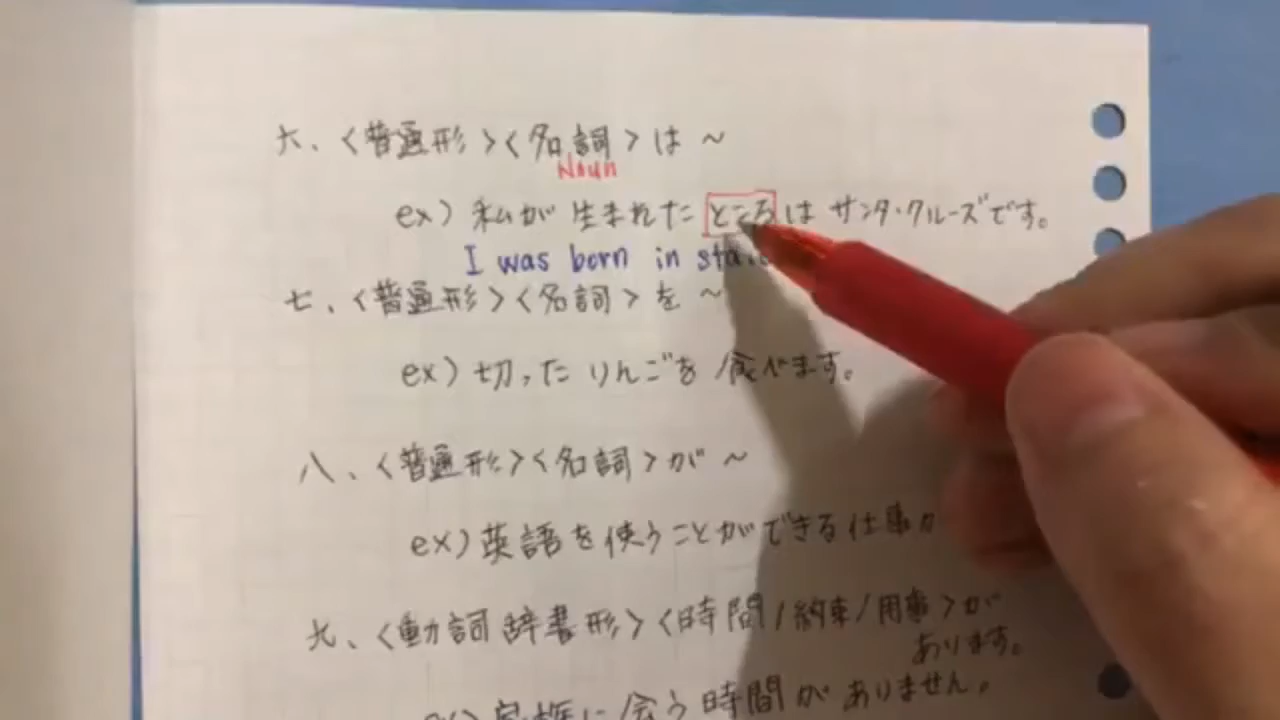 六、<普通形><名詞>は~
Noun
ex) 私が生まれたところはサンタ・クルーズです。
I was born in
七、<普通形><名詞>を~
ex) 切ったりんごを食べます。
八、<普通形><名詞>が~
ex) 英語を使うことができる仕事
九、<動詞辞書形><時間/約束/用事>が
あります。
に会う時間がありません。